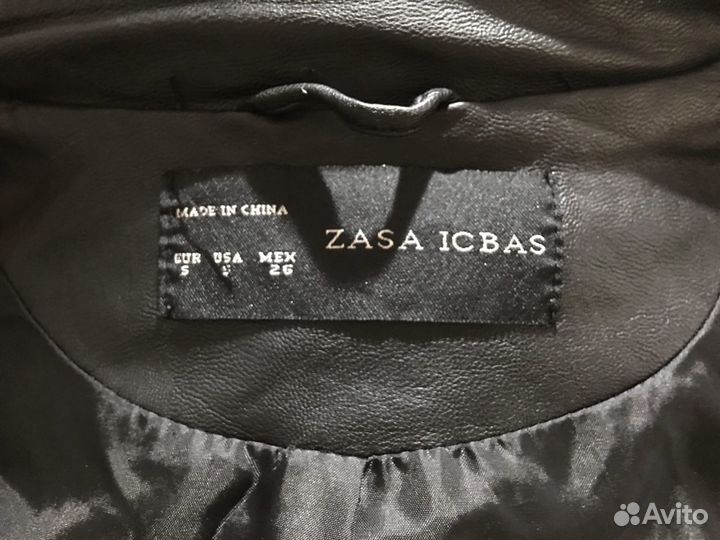 MADE IN CHINA
ZASA ICBAS
EUR USA MEX
S S 26
Avito